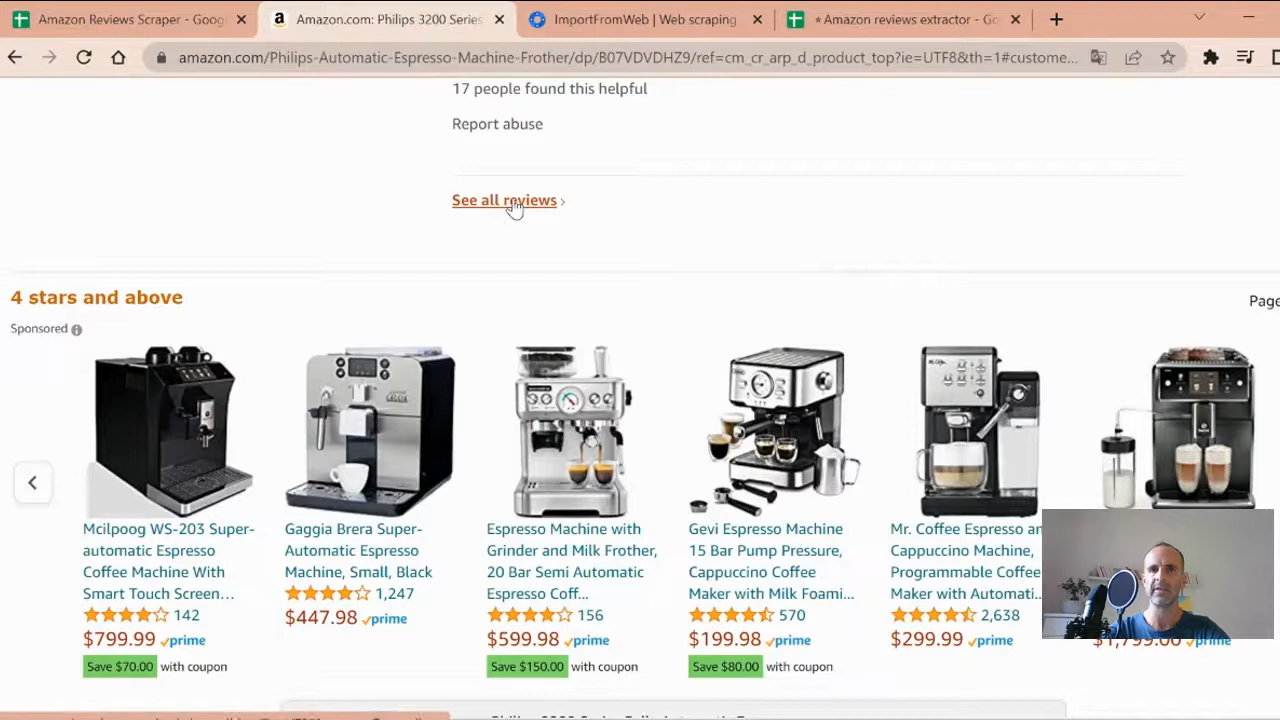 Amazon Reviews Scraper - Goog
Amazon.com: Philips 3200 Series
ImportFromWeb | Web scraping
⭐Amazon reviews extractor - Go
amazon.com/Philips-Automatic-Espresso-Machine-Frother/dp/B07VDVDHZ9/ref=cm_cr_arp_d_product_top?ie=UTF8&th=1#custome...
17 people found this helpful
Report abuse
See all reviews ›
4 stars and above
Page
Sponsored
Mcilpoog WS-203 Super-
automatic Espresso
Coffee Machine With
Smart Touch Screen...
142
$799.99 prime
Save $70.00 with coupon
Gaggia Brera Super-
Automatic Espresso
Machine, Small, Black
1,247
$447.98 prime
Espresso Machine with
Grinder and Milk Frother,
20 Bar Semi Automatic
Espresso Coff...
156
$599.98 prime
Save $150.00 with coupon
Gevi Espresso Machine
15 Bar Pump Pressure,
Cappuccino Coffee
Maker with Milk Foami...
570
$199.98 prime
Save $80.00 with coupon
Mr. Coffee Espresso an
Cappuccino Machine,
Programmable Coffee
Maker with Automati...
2,638
$299.99 prime
prime